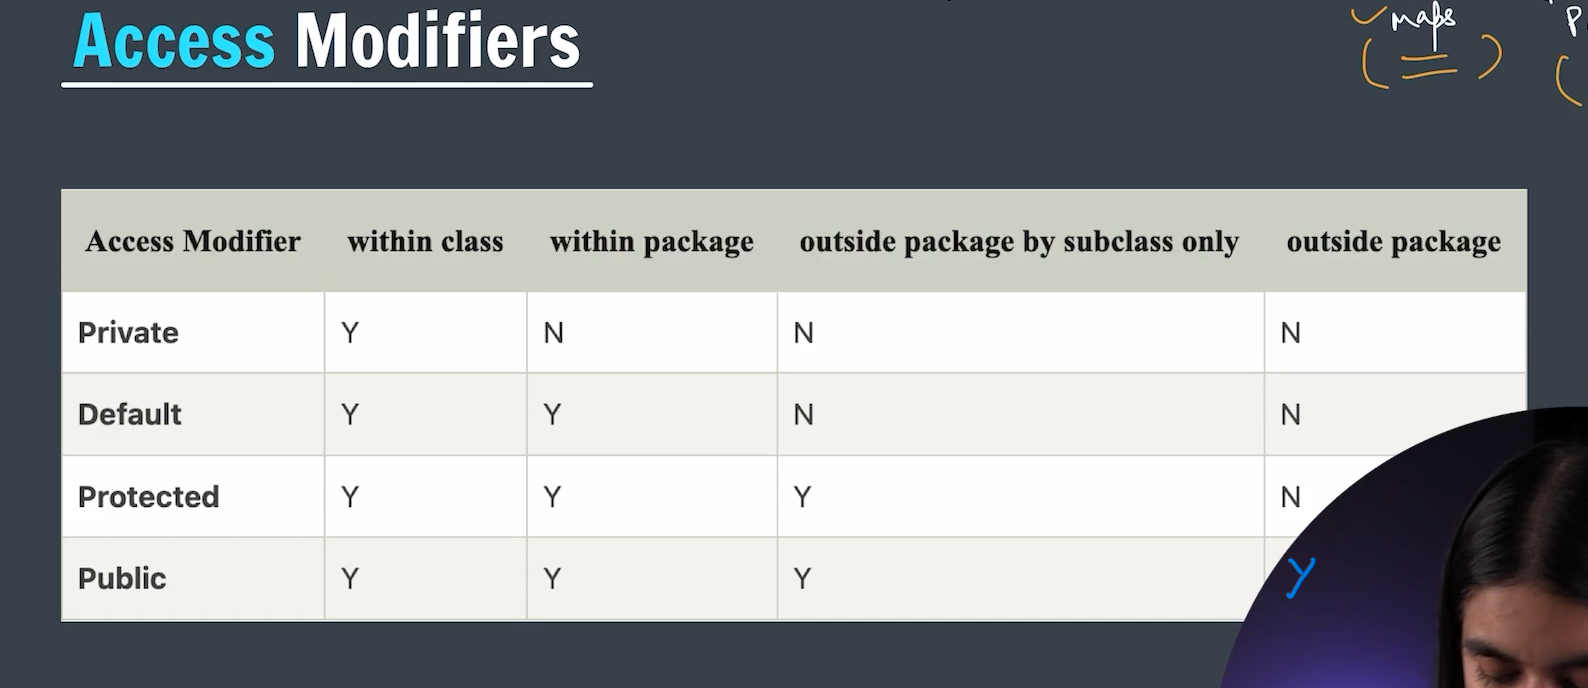 Access Modifiers
maps
P
Access Modifier within class within package outside package by subclass only outside package
Private Y N N N
Default Y Y N N
Protected Y Y Y N
Public Y Y Y Y